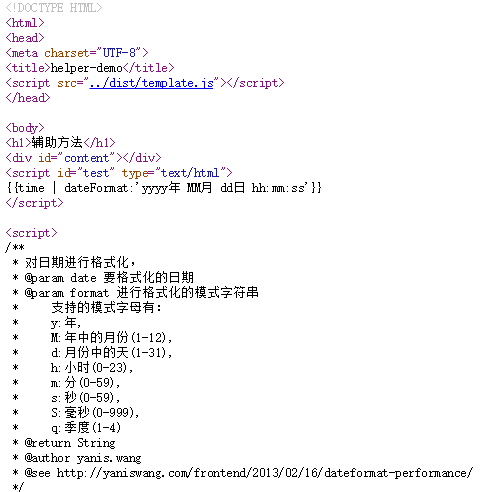 <!DOCTYPE HTML>
<html>
<head>
<meta charset="UTF-8">
<title>helper-demo</title>
<script src="../dist/template.js"></script>
</head>
<body>
<h1>辅助方法</h1>
<div id="content"></div>
<script id="test" type="text/html">
{{time | dateFormat:'yyyy年 MM月 dd日 hh:mm:ss'}}
</script>
<script>
/**
 * 对日期进行格式化，
 * @param date 要格式化的日期
 * @param format 进行格式化的模式字符串
 *     支持的模式字母有：
 *     y:年,
 *     M:年中的月份(1-12),
 *     d:月份中的天(1-31),
 *     h:小时(0-23),
 *     m:分(0-59),
 *     s:秒(0-59),
 *     S:毫秒(0-999),
 *     q:季度(1-4)
 * @return String
 * @author yanis.wang
 * @see http://yaniswang.com/frontend/2013/02/16/dateformat-performance/
 */